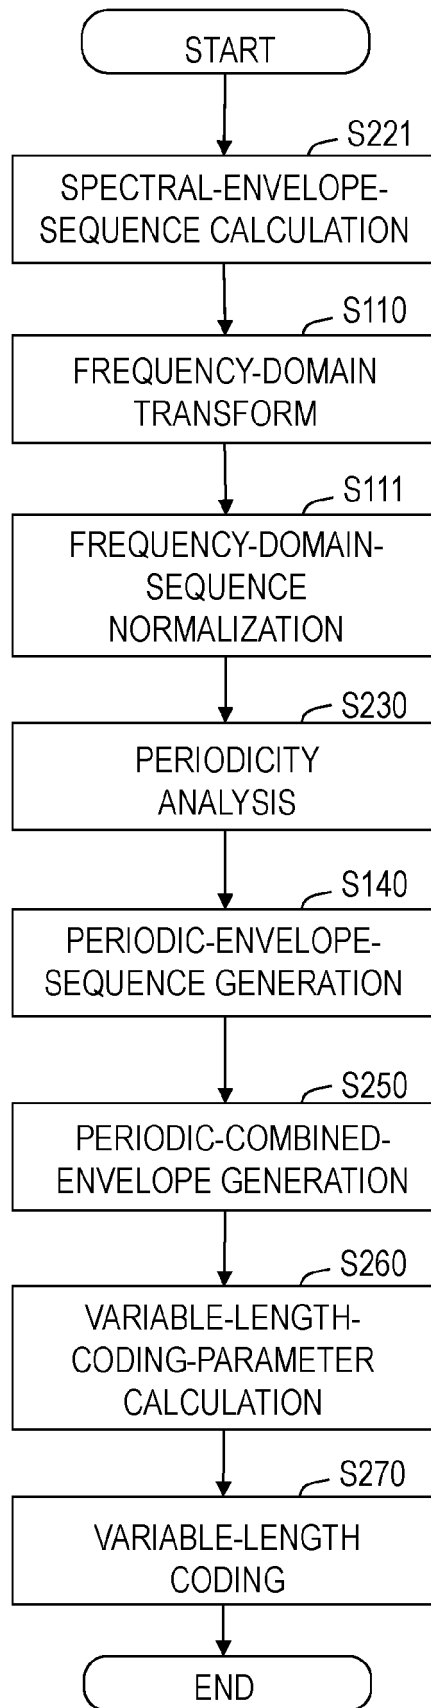 START
S221
SPECTRAL-ENVELOPE-
SEQUENCE CALCULATION
S110
FREQUENCY-DOMAIN
TRANSFORM
S111
FREQUENCY-DOMAIN-
SEQUENCE
NORMALIZATION
S230
PERIODICITY
ANALYSIS
S140
PERIODIC-ENVELOPE-
SEQUENCE GENERATION
S250
PERIODIC-COMBINED-
ENVELOPE GENERATION
S260
VARIABLE-LENGTH-
CODING-PARAMETER
CALCULATION
S270
VARIABLE-LENGTH
CODING
END